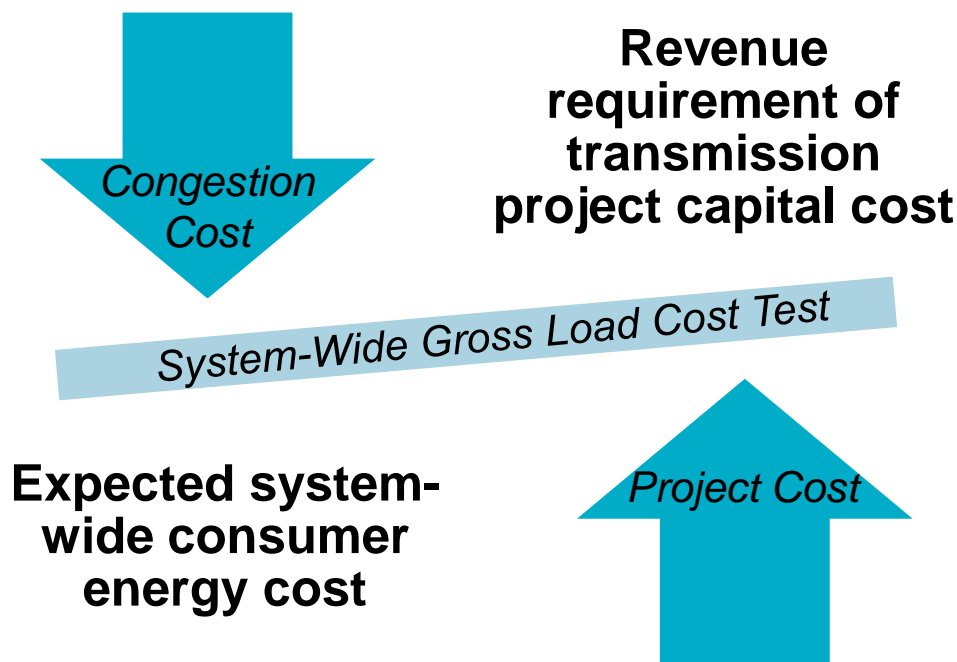 Congestion
Cost
Revenue
requirement of
transmission
project capital cost
System-Wide Gross Load Cost Test
Expected system-
wide consumer
energy cost
Project Cost